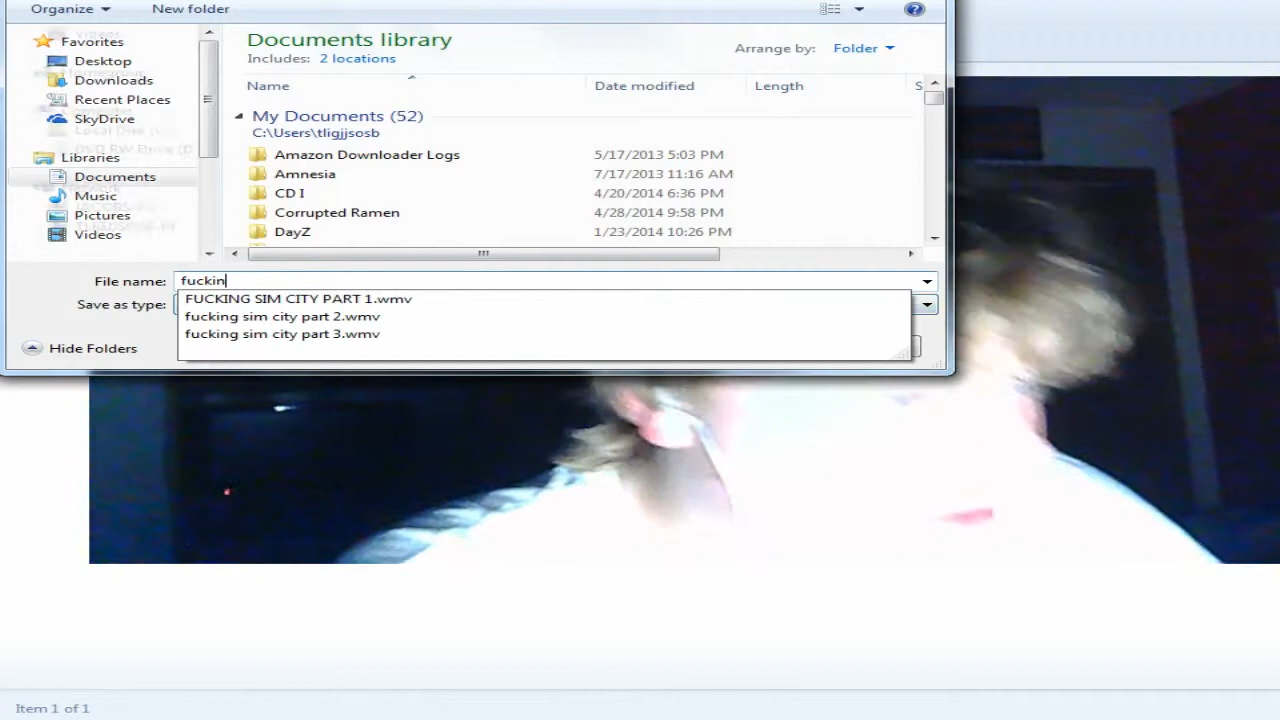 Organize
New folder
Favorites
Desktop
Downloads
Recent Places
SkyDrive
Local Disk
DVD RW Drive (D
Libraries
Documents
Music
Pictures
Videos
Documents library
Includes: 2 locations
Arrange by: Folder
Name Date modified Length S
My Documents (52)
C:\Users\tligjjsosb
Amazon Downloader Logs 5/17/2013 5:03 PM
Amnesia 7/17/2013 11:16 AM
CD I 4/20/2014 6:36 PM
Corrupted Ramen 4/28/2014 9:58 PM
DayZ 1/23/2014 10:26 PM
File name: fuckin
Save as type:
FUCKING SIM CITY PART 1.wmv
fucking sim city part 2.wmv
fucking sim city part 3.wmv
Hide Folders
Item 1 of 1